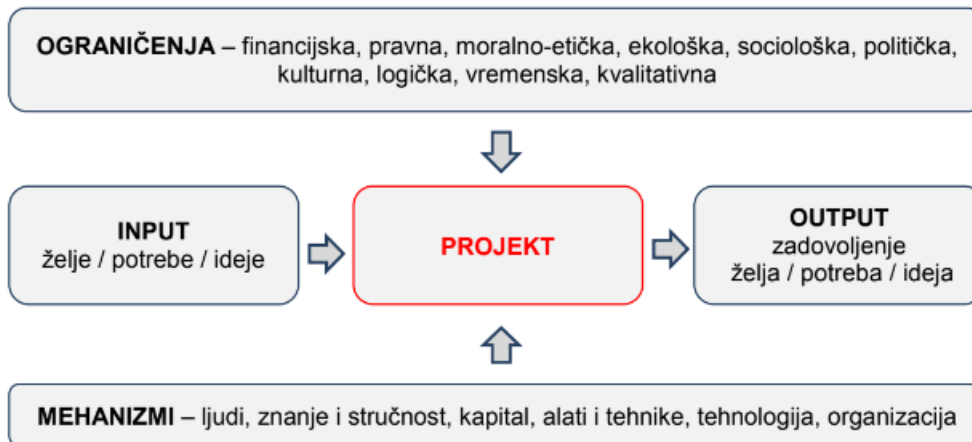 OGRANIČENJA – financijska, pravna, moralno-etička, ekološka, sociološka, politička,
kulturna, logička, vremenska, kvalitativna
INPUT
želje / potrebe / ideje
PROJEKT
OUTPUT
zadovoljenje
želja / potreba / ideja
MEHANIZMI – ljudi, znanje i stručnost, kapital, alati i tehnike, tehnologija, organizacija